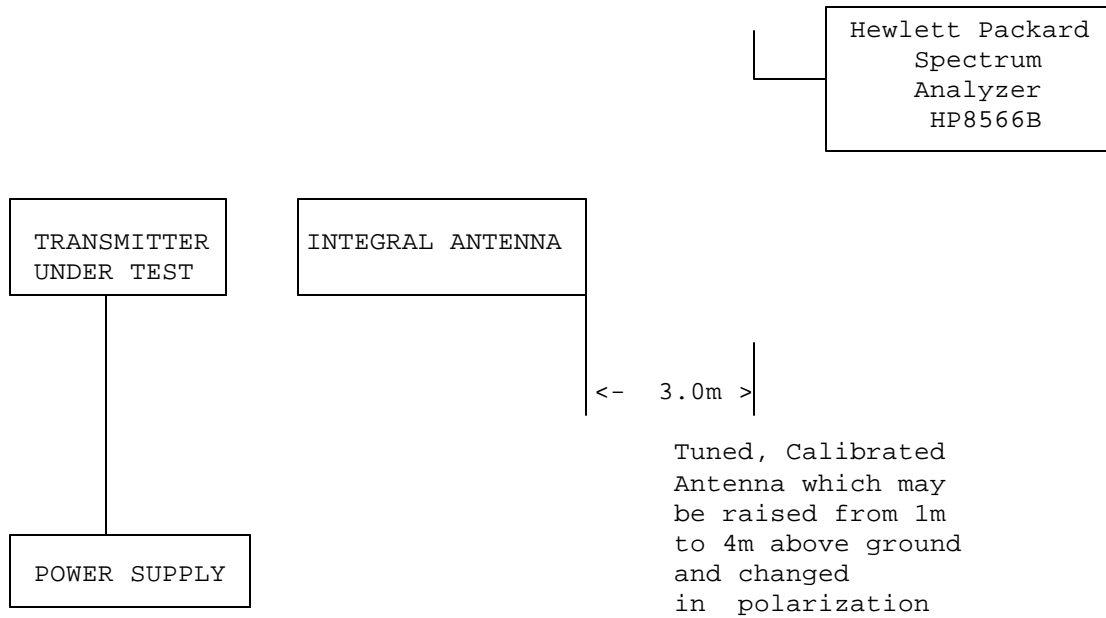 Hewlett Packard
Spectrum
Analyzer
HP8566B
TRANSMITTER
UNDER TEST
INTEGRAL ANTENNA
<- 3.0m >
Tuned, Calibrated
Antenna which may
be raised from 1m
to 4m above ground
and changed
in polarization
POWER SUPPLY